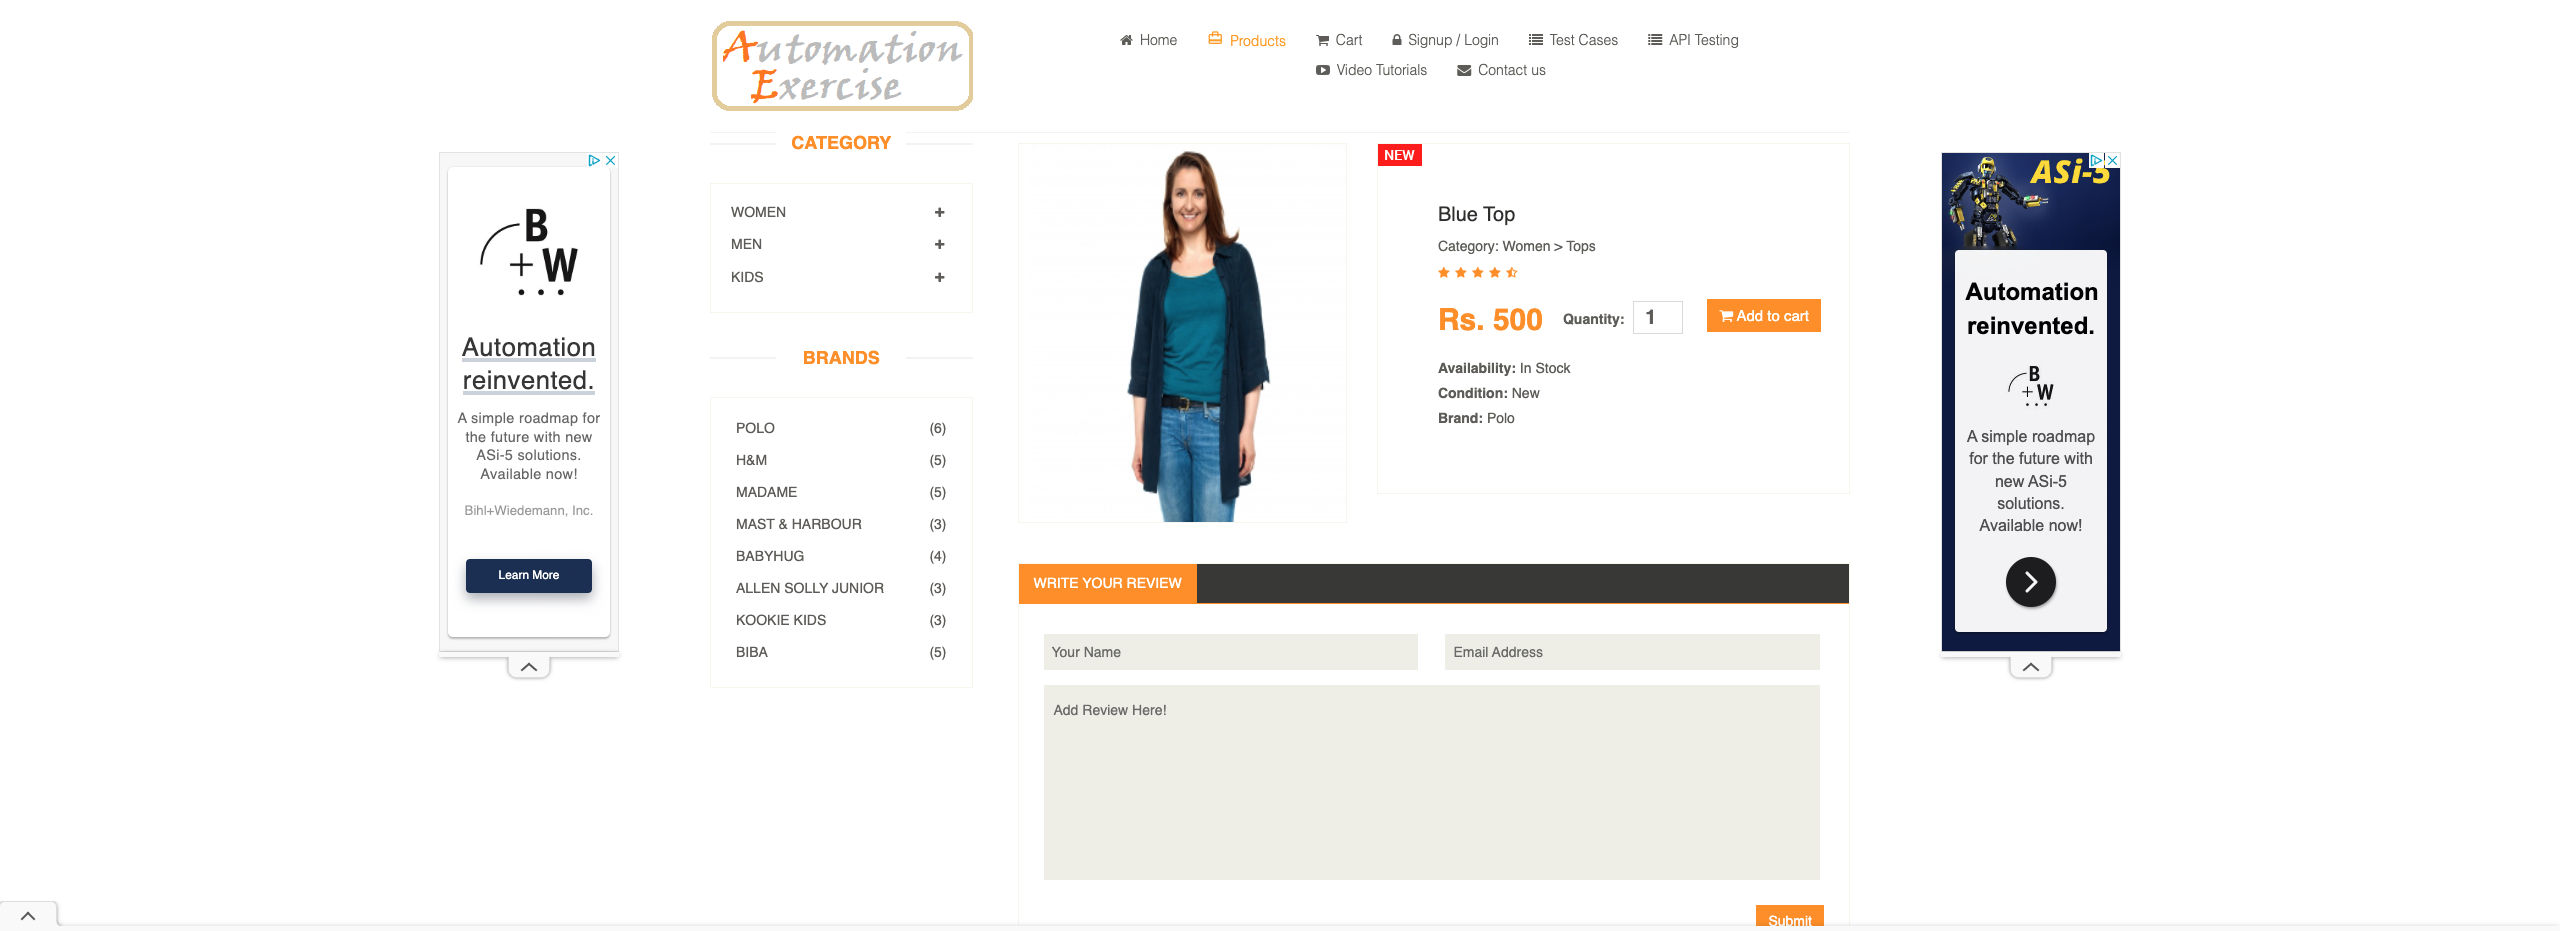 Automation
Exercise
Home
Products
Cart
Signup / Login
Test Cases
API Testing
Video Tutorials
Contact us
B
+W
Automation
reinvented.
A simple roadmap for
the future with new
ASi-5 solutions.
Available now!
Bihl+Wiedemann, Inc.
Learn More
CATEGORY
WOMEN
MEN
KIDS
BRANDS
POLO (6)
H&M (5)
MADAME (5)
MAST & HARBOUR (3)
BABYHUG (4)
ALLEN SOLLY JUNIOR (3)
KOOKIE KIDS (3)
BIBA (5)
NEW
Blue Top
Category: Women > Tops
Rs. 500 Quantity: 1 Add to cart
Availability: In Stock
Condition: New
Brand: Polo
WRITE YOUR REVIEW
Your Name
Email Address
Add Review Here!
Submit
ASi-5
Automation
reinvented.
B
+W
A simple roadmap
for the future with
new ASi-5
solutions.
Available now!